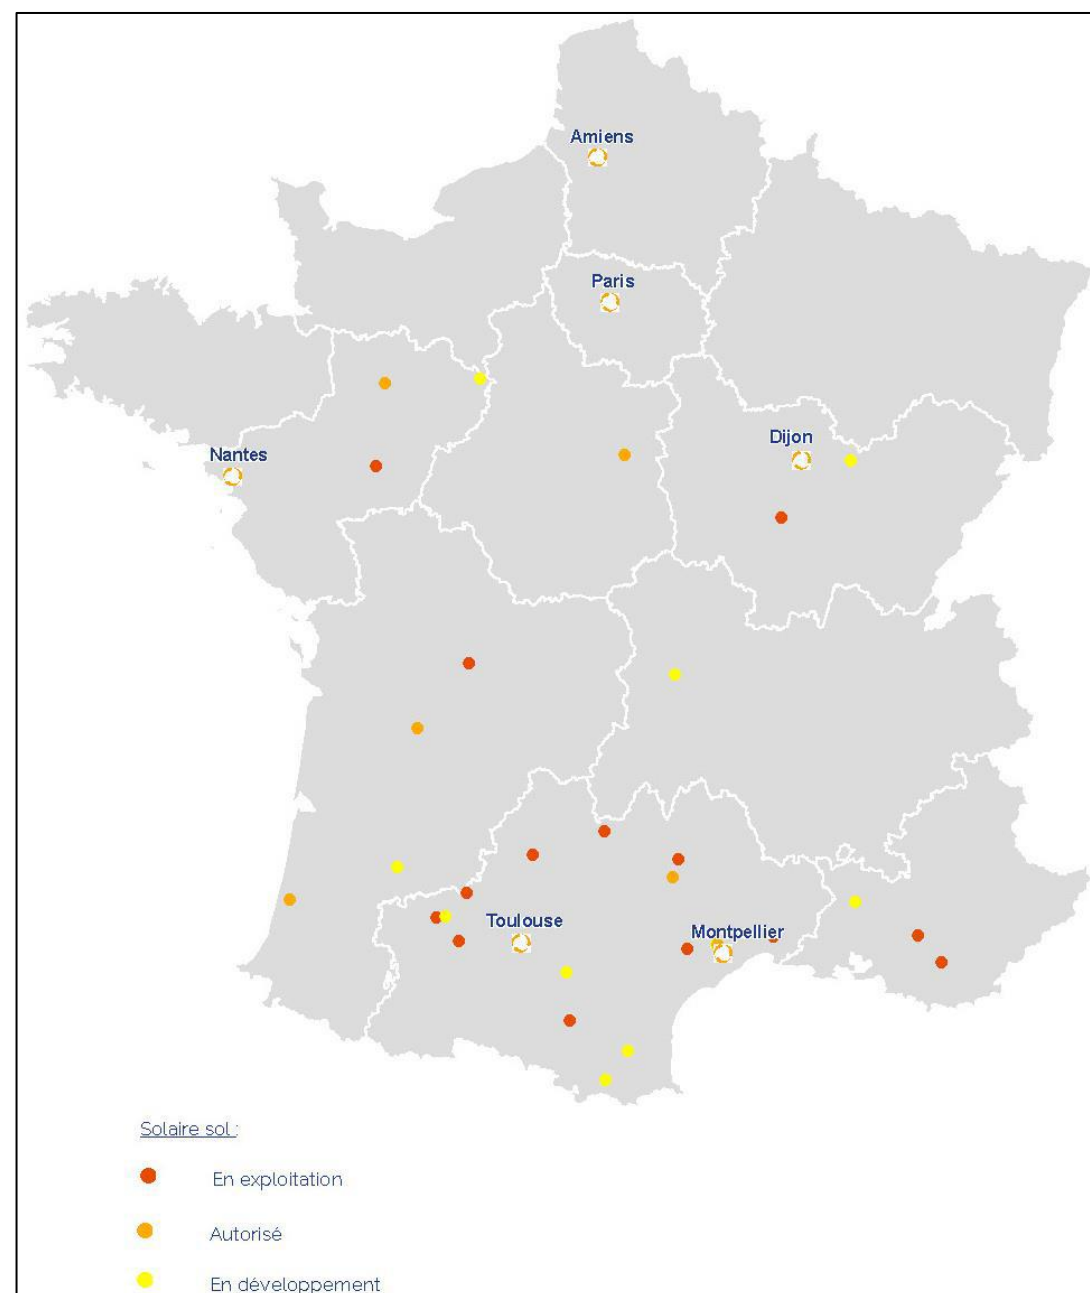 Amiens
Paris
Dijon
Nantes
Toulouse
Montpellier
Solaire sol :
En exploitation
Autorisé
En développement